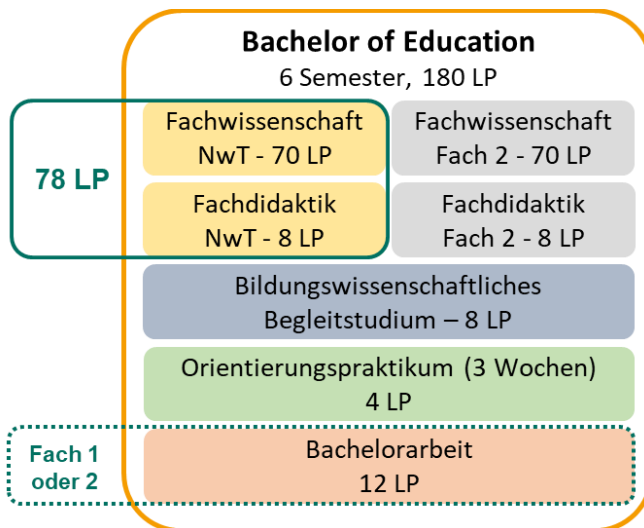 Bachelor of Education
6 Semester, 180 LP
78 LP
Fachwissenschaft
NwT - 70 LP
Fachwissenschaft
Fach 2 - 70 LP
Fachdidaktik
NwT - 8 LP
Fachdidaktik
Fach 2 - 8 LP
Bildungswissenschaftliches
Begleitstudium – 8 LP
Orientierungspraktikum (3 Wochen)
4 LP
Fach 1
oder 2
Bachelorarbeit
12 LP